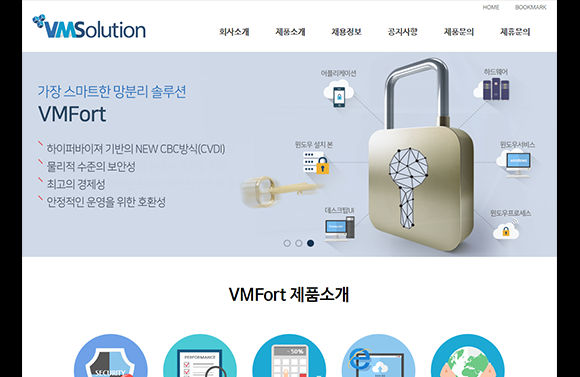 HOME BOOKMARK
VMSolution
회사소개 제품소개 채용정보 공지사항 제품문의 제휴문의
가장 스마트한 망분리 솔루션
VMFort
하이퍼바이져 기반의 NEW CBC방식(CVDI)
물리적 수준의 보안성
최고의 경제성
안정적인 운영을 위한 호환성
어플리케이션
하드웨어
윈도우 설치 본
윈도우서비스
WINDOWS
데스크탑UI
윈도우프로세스
VMFort 제품소개
SECURITY
PERFORMANCE
-50%